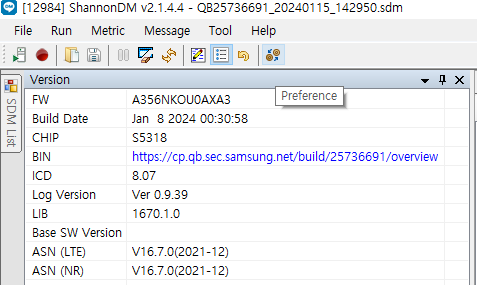 [12984] ShannonDM v2.1.4.4 - QB25736691_20240115_142950.sdm
File Run Metric Message Tool Help
SDM List
Version
Preference
FW A356NKOU0AXA3
Build Date Jan 8 2024 00:30:58
CHIP S5318
BIN https://cp.qb.sec.samsung.net/build/25736691/overview
ICD 8.07
Log Version Ver 0.9.39
LIB 1670.1.0
Base SW Version
ASN (LTE) V16.7.0(2021-12)
ASN (NR) V16.7.0(2021-12)